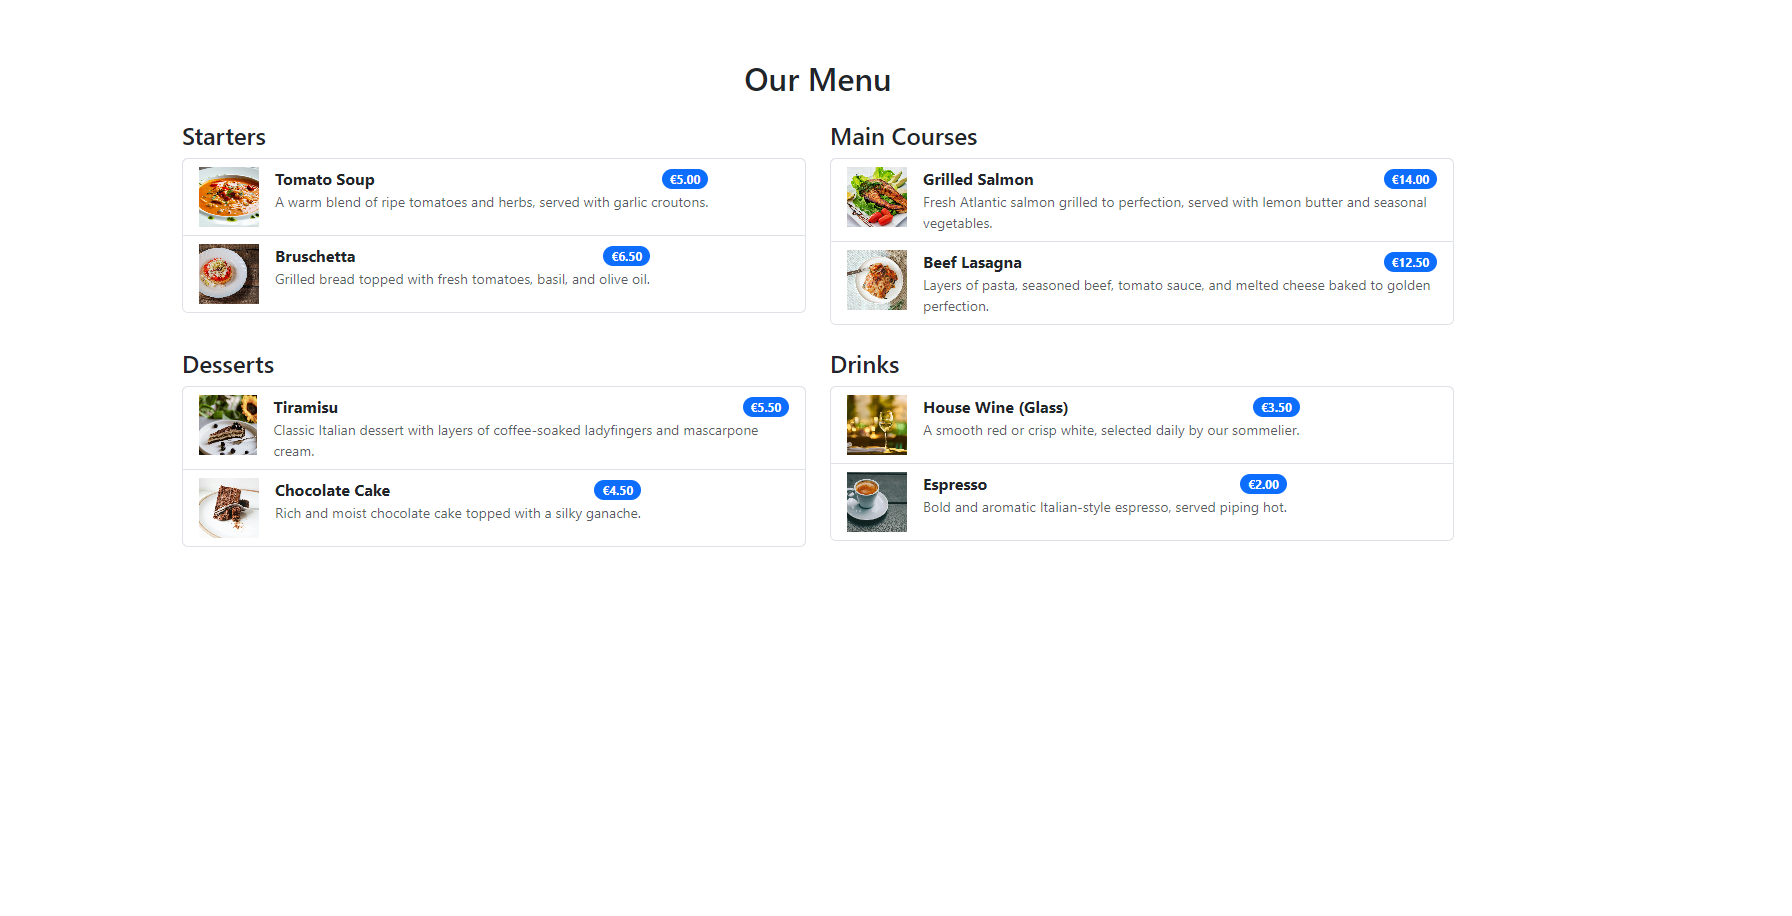 Our Menu
Starters
Tomato Soup €5.00
A warm blend of ripe tomatoes and herbs, served with garlic croutons.
Bruschetta €6.50
Grilled bread topped with fresh tomatoes, basil, and olive oil.
Main Courses
Grilled Salmon €14.00
Fresh Atlantic salmon grilled to perfection, served with lemon butter and seasonal
vegetables.
Beef Lasagna €12.50
Layers of pasta, seasoned beef, tomato sauce, and melted cheese baked to golden
perfection.
Desserts
Tiramisu €5.50
Classic Italian dessert with layers of coffee-soaked ladyfingers and mascarpone
cream.
Chocolate Cake €4.50
Rich and moist chocolate cake topped with a silky ganache.
Drinks
House Wine (Glass) €3.50
A smooth red or crisp white, selected daily by our sommelier.
Espresso €2.00
Bold and aromatic Italian-style espresso, served piping hot.